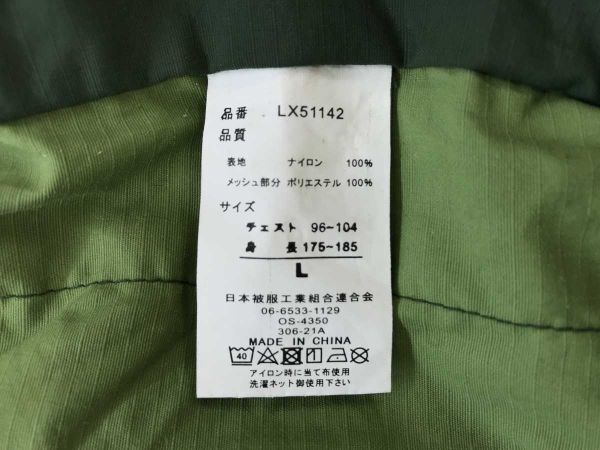 品番 LX51142
品質
表地 ナイロン 100%
メッシュ部分 ポリエステル 100%
サイズ
チェスト 96-104
身 長 175-185
L
日本被服工業組合連合会
06-6533-1129
OS-4350
306-21A
MADE IN CHINA
40
アイロン時に当て布使用
洗濯ネット御使用下さい